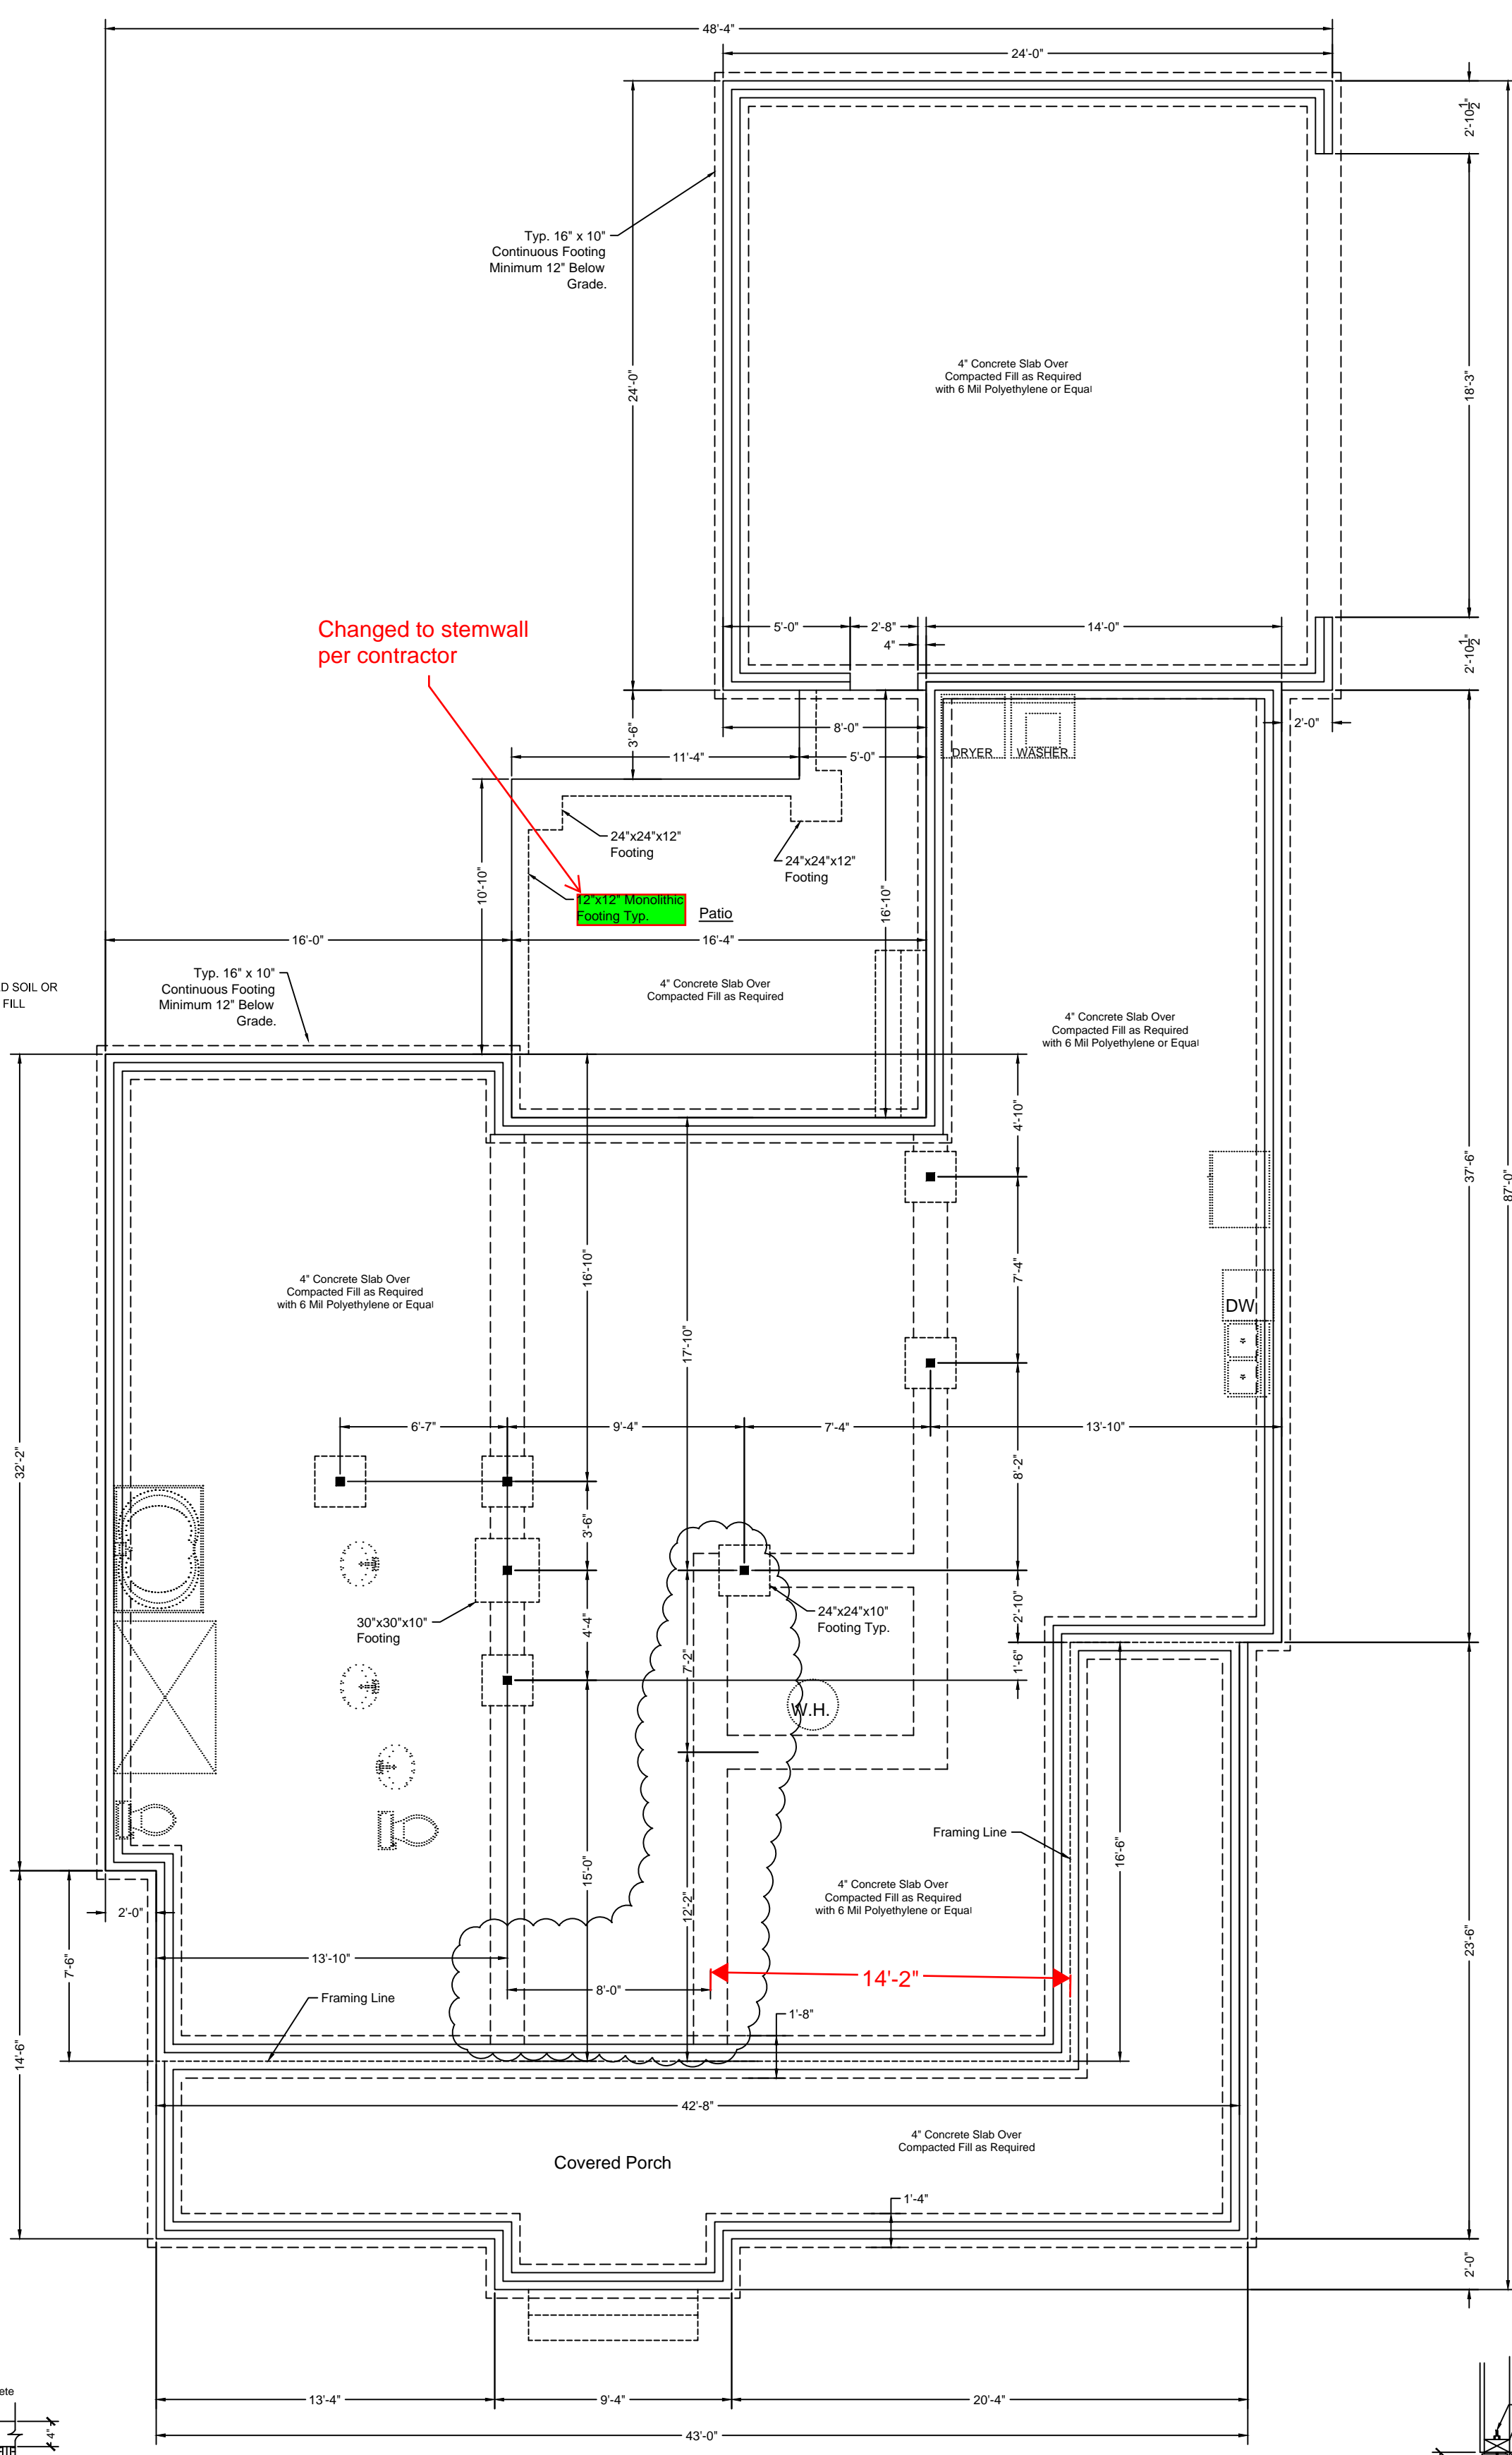 48'-4"
24'-0"
2'-10 1/2"
Typ. 16" x 10"
Continuous Footing
Minimum 12" Below
Grade.
24'-0"
4" Concrete Slab Over
Compacted Fill as Required
with 6 Mil Polyethylene or Equal
18'-3"
Changed to stemwall
per contractor
5'-0"
2'-8"
14'-0"
4"
2'-10 1/2"
3'-6"
8'-0"
2'-0"
11'-4"
5'-0"
DRYER
WASHER
24"x24"x12"
Footing
24"x24"x12"
Footing
10'-10"
12"x12" Monolithic
Footing Typ.
Patio
16'-10"
16'-0"
16'-4"
D SOIL OR
FILL
Typ. 16" x 10"
Continuous Footing
Minimum 12" Below
Grade.
4" Concrete Slab Over
Compacted Fill as Required
4" Concrete Slab Over
Compacted Fill as Required
with 6 Mil Polyethylene or Equal
4'-10"
37'-6"
87'-0"
4" Concrete Slab Over
Compacted Fill as Required
with 6 Mil Polyethylene or Equal
16'-10"
7'-4"
DW
17'-10"
6'-7"
9'-4"
7'-4"
13'-10"
32'-2"
8'-2"
3'-6"
30"x30"x10"
Footing
4'-4"
24"x24"x10"
Footing Typ.
2'-10"
7'-2"
1'-6"
W.H.
Framing Line
16'-6"
15'-0"
12'-2"
4" Concrete Slab Over
Compacted Fill as Required
with 6 Mil Polyethylene or Equal
2'-0"
23'-6"
7'-6"
13'-10"
14'-2"
8'-0"
Framing Line
1'-8"
14'-6"
42'-8"
4" Concrete Slab Over
Compacted Fill as Required
Covered Porch
1'-4"
2'-0"
ete
13'-4"
9'-4"
20'-4"
4"
43'-0"